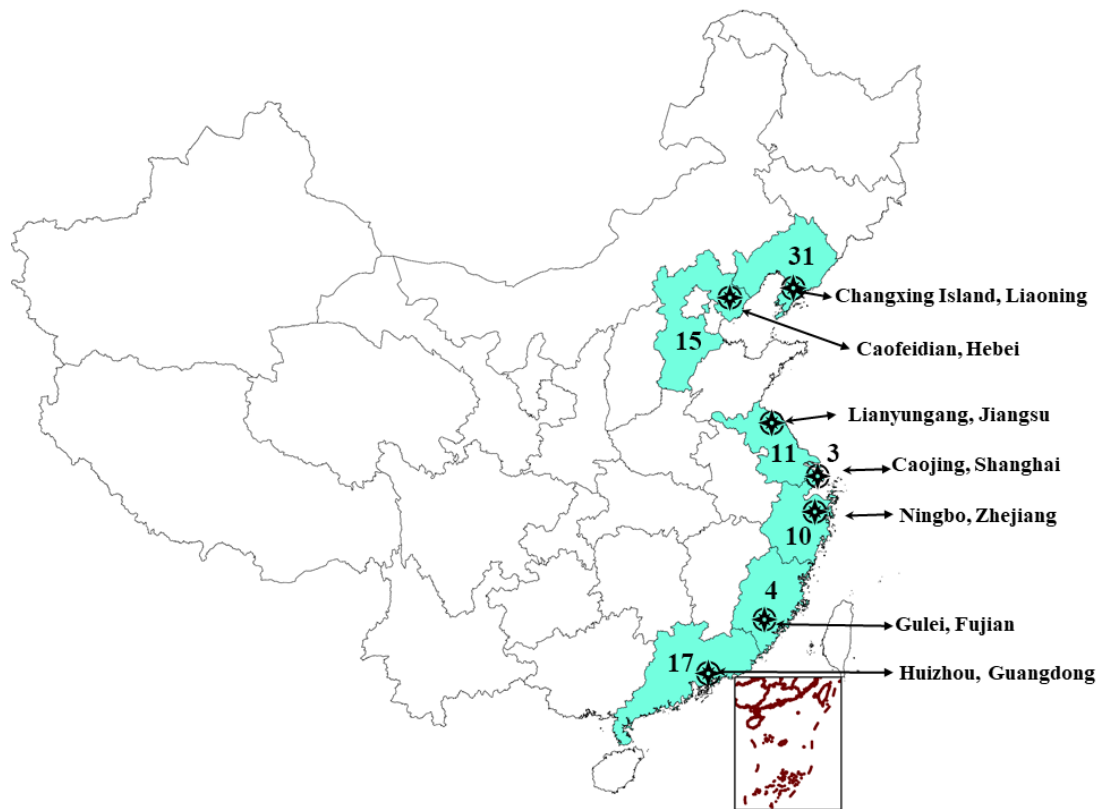 31
Changxing Island, Liaoning
15
Caofeidian, Hebei
Lianyungang, Jiangsu
11
3
Caojing, Shanghai
Ningbo, Zhejiang
10
4
Gulei, Fujian
17
Huizhou, Guangdong